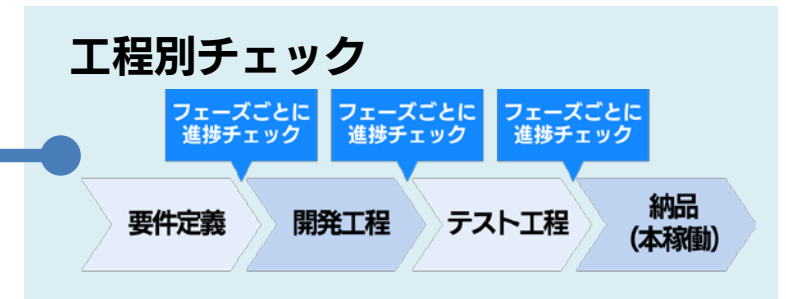 工程別チェック
フェーズごとに
進捗チェック
フェーズごとに
進捗チェック
フェーズごとに
進捗チェック
要件定義
開発工程
テスト工程
納品
(本稼働)